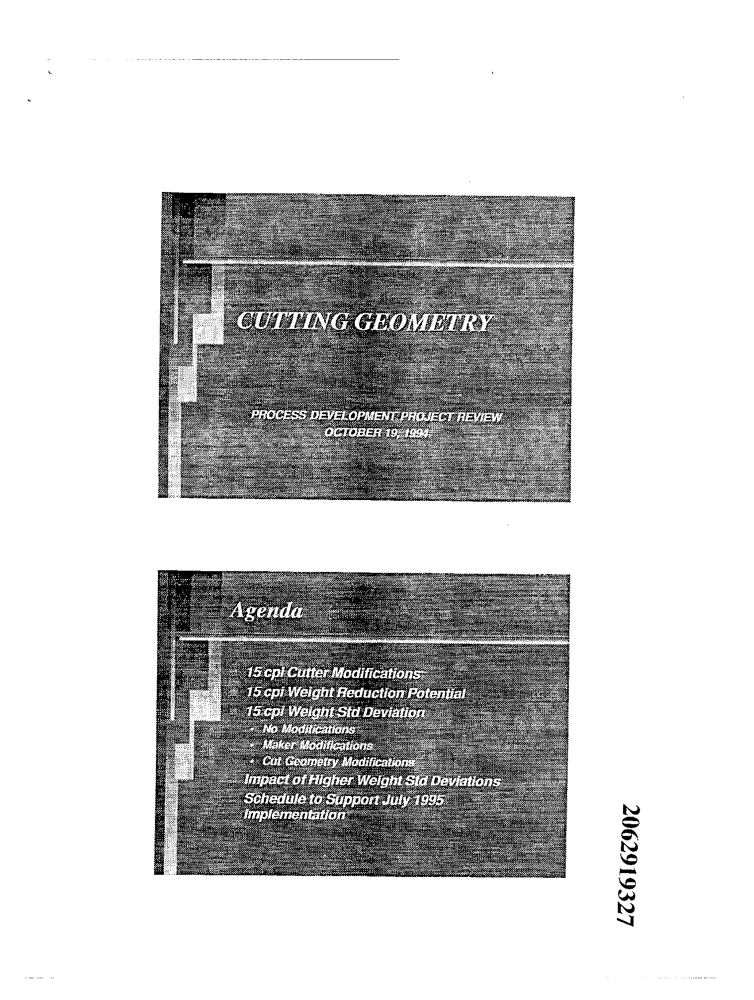 CUTTING GEOMETRY
PROCESS DEVELOPMENT PROJECT REVIEW
OCTOBER 19, 1994
Agenda
15 cpi Cutter Modifications
15 cpi Weight Reduction Potential
15 cpi Weight Std Deviation
• No Modifications
• Maker Modifications
• Cut Geometry Modifications
Impact of Higher Weight Std Deviations
Schedule to Support July 1995
Implementation
2062919327